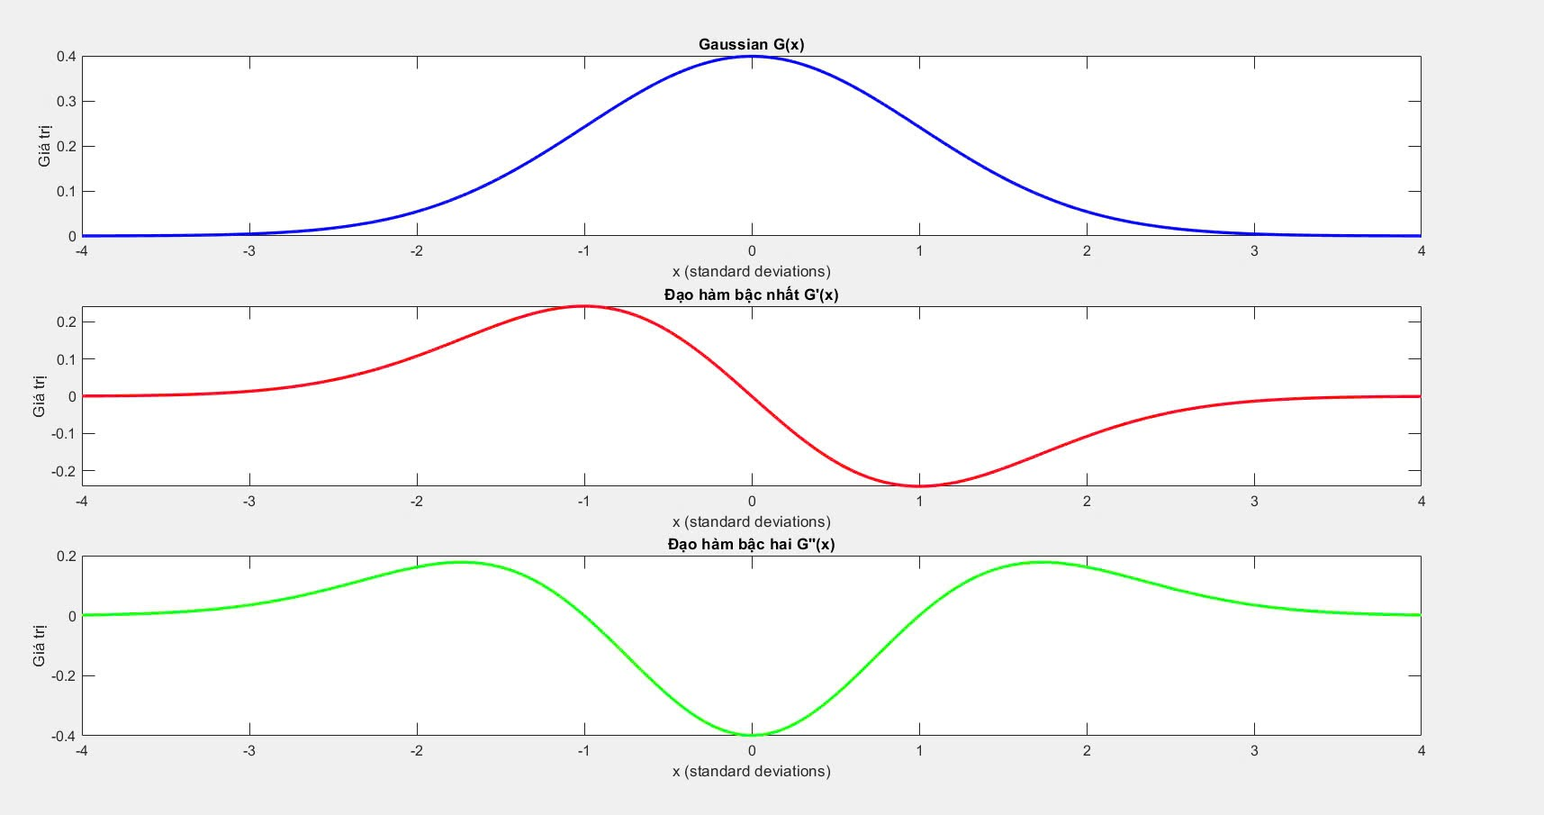 Gaussian G(x)
0.4
0.3
0.2
0.1
0
Giá trị
-4 -3 -2 -1 0 1 2 3 4
x (standard deviations)
Đạo hàm bậc nhất G'(x)
0.2
0.1
0
-0.1
-0.2
Giá trị
-4 -3 -2 -1 0 1 2 3 4
x (standard deviations)
Đạo hàm bậc hai G''(x)
0.2
0
-0.2
-0.4
Giá trị
-4 -3 -2 -1 0 1 2 3 4
x (standard deviations)